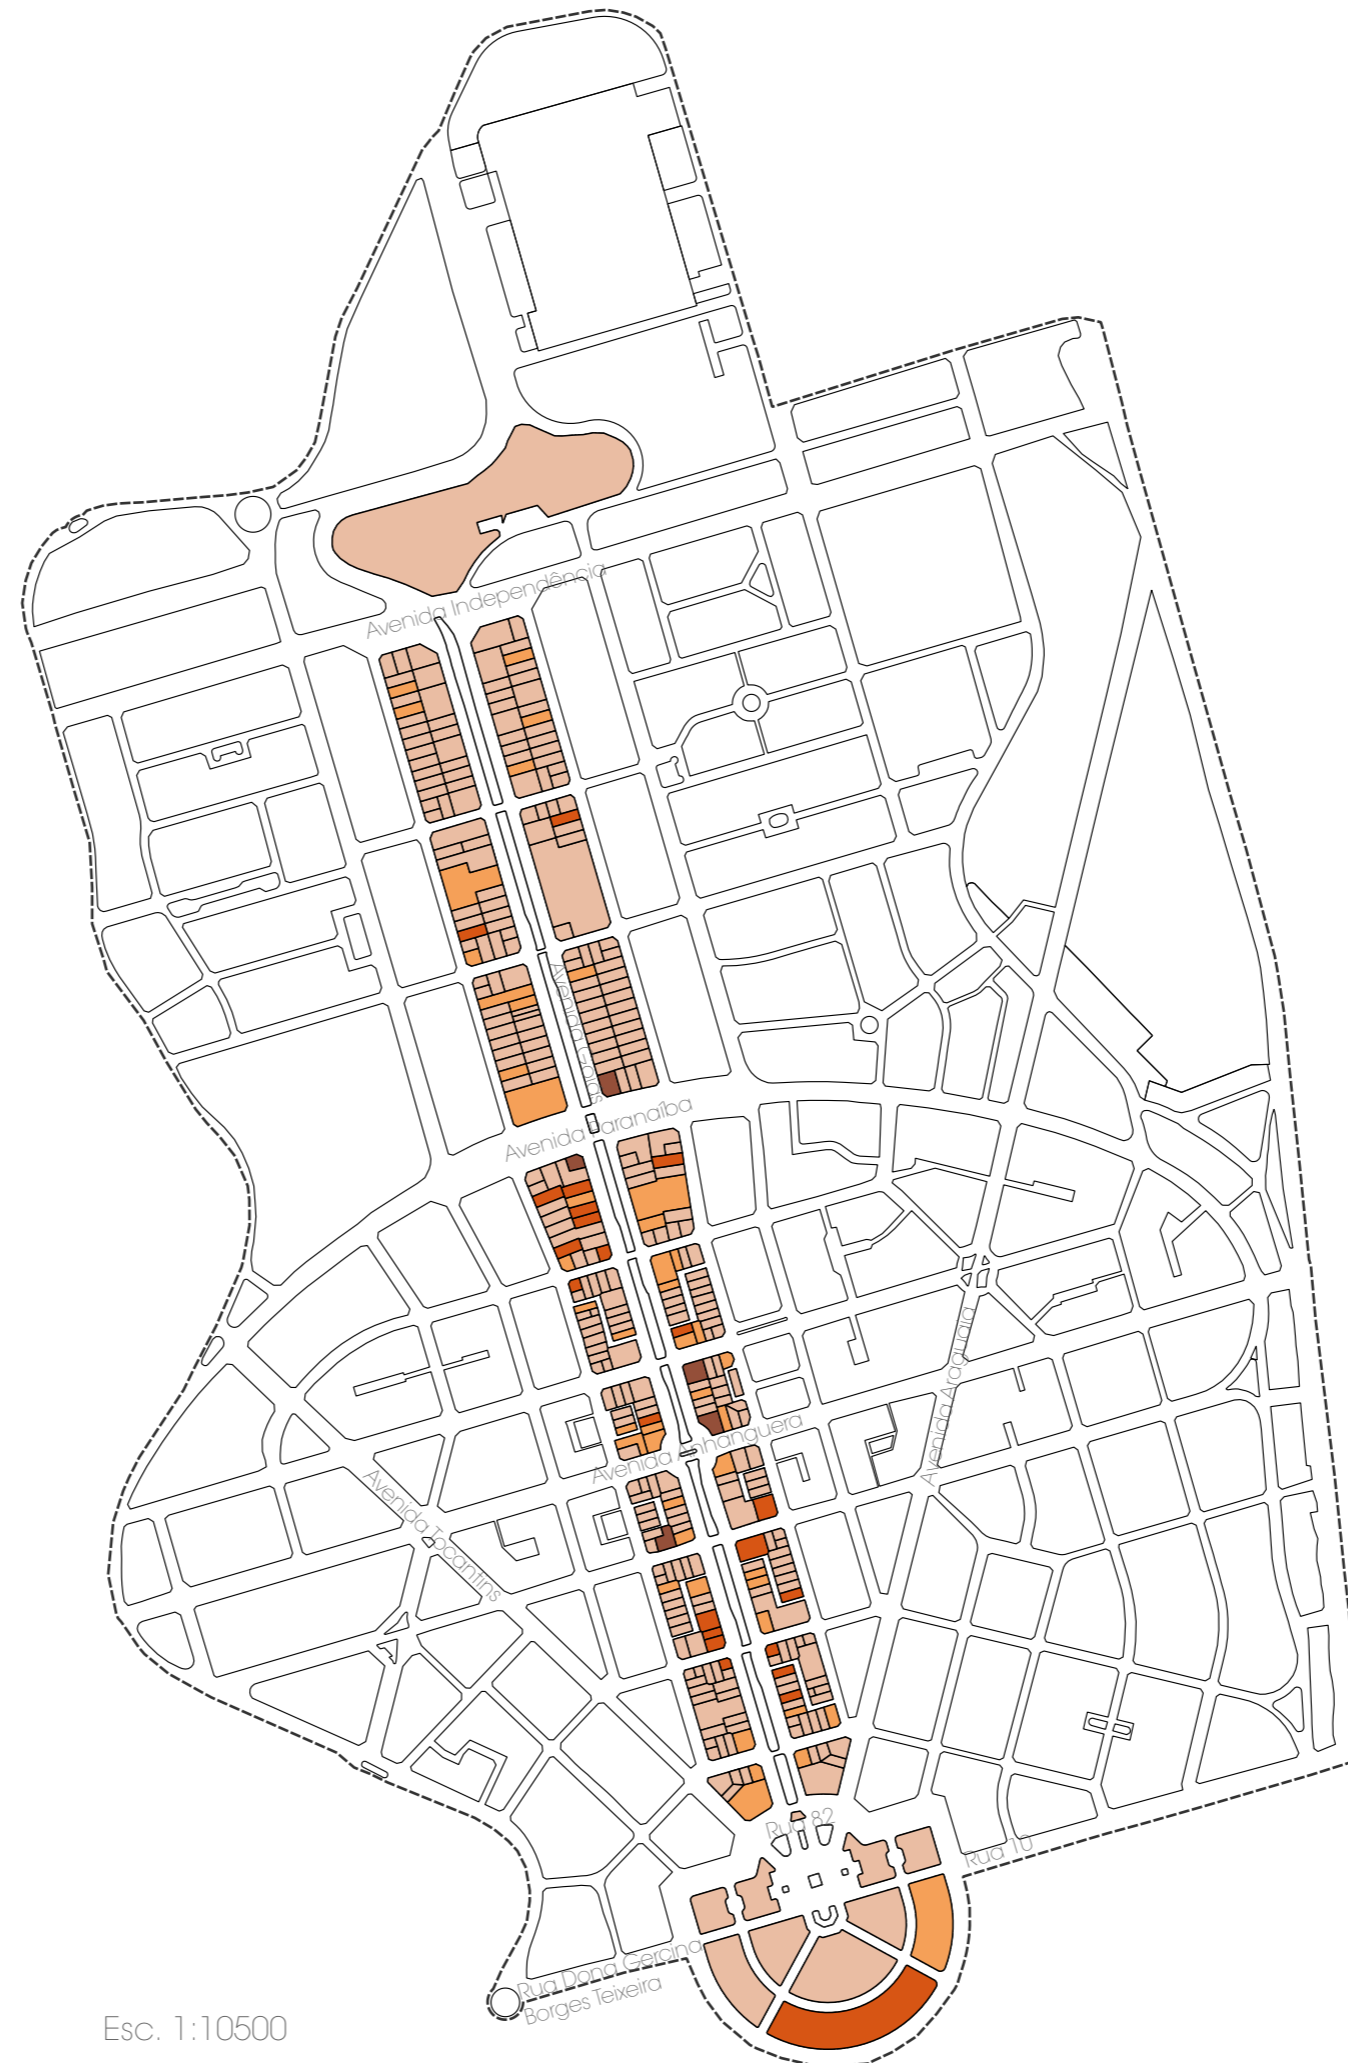 Avenida Independência
Avenida Goiás
Avenida Paranaíba
Avenida Araguaia
Avenida Anhanguera
Avenida Tocantins
Rua 82
Rua 10
Rua Dona Gercina
Borges Teixeira
Esc. 1:10500